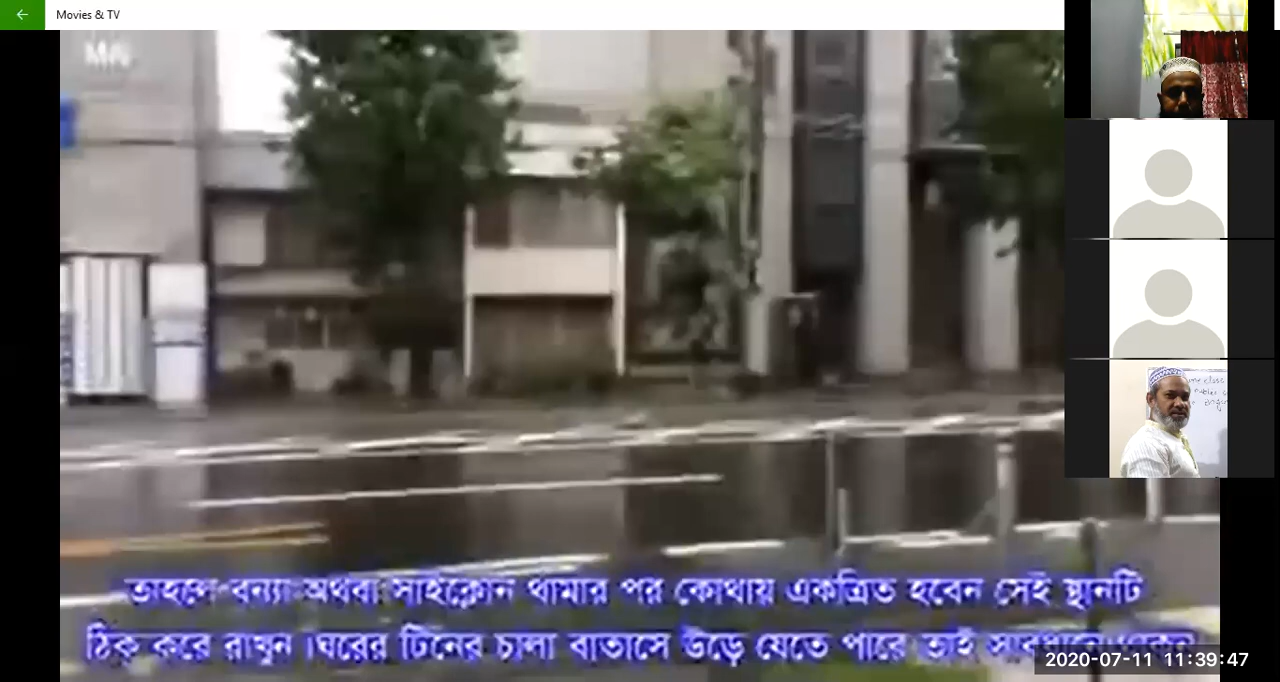 Movies & TV
তাহলে বন্যা অথবা সাইক্লোন থামার পর কোথায় একত্রিত হবেন সেই স্থানটি
ঠিক করে রাখুন। ঘরের টিনের চালা বাতাসে উড়ে যেতে পারে তাই
2020-07-11 11:39:47